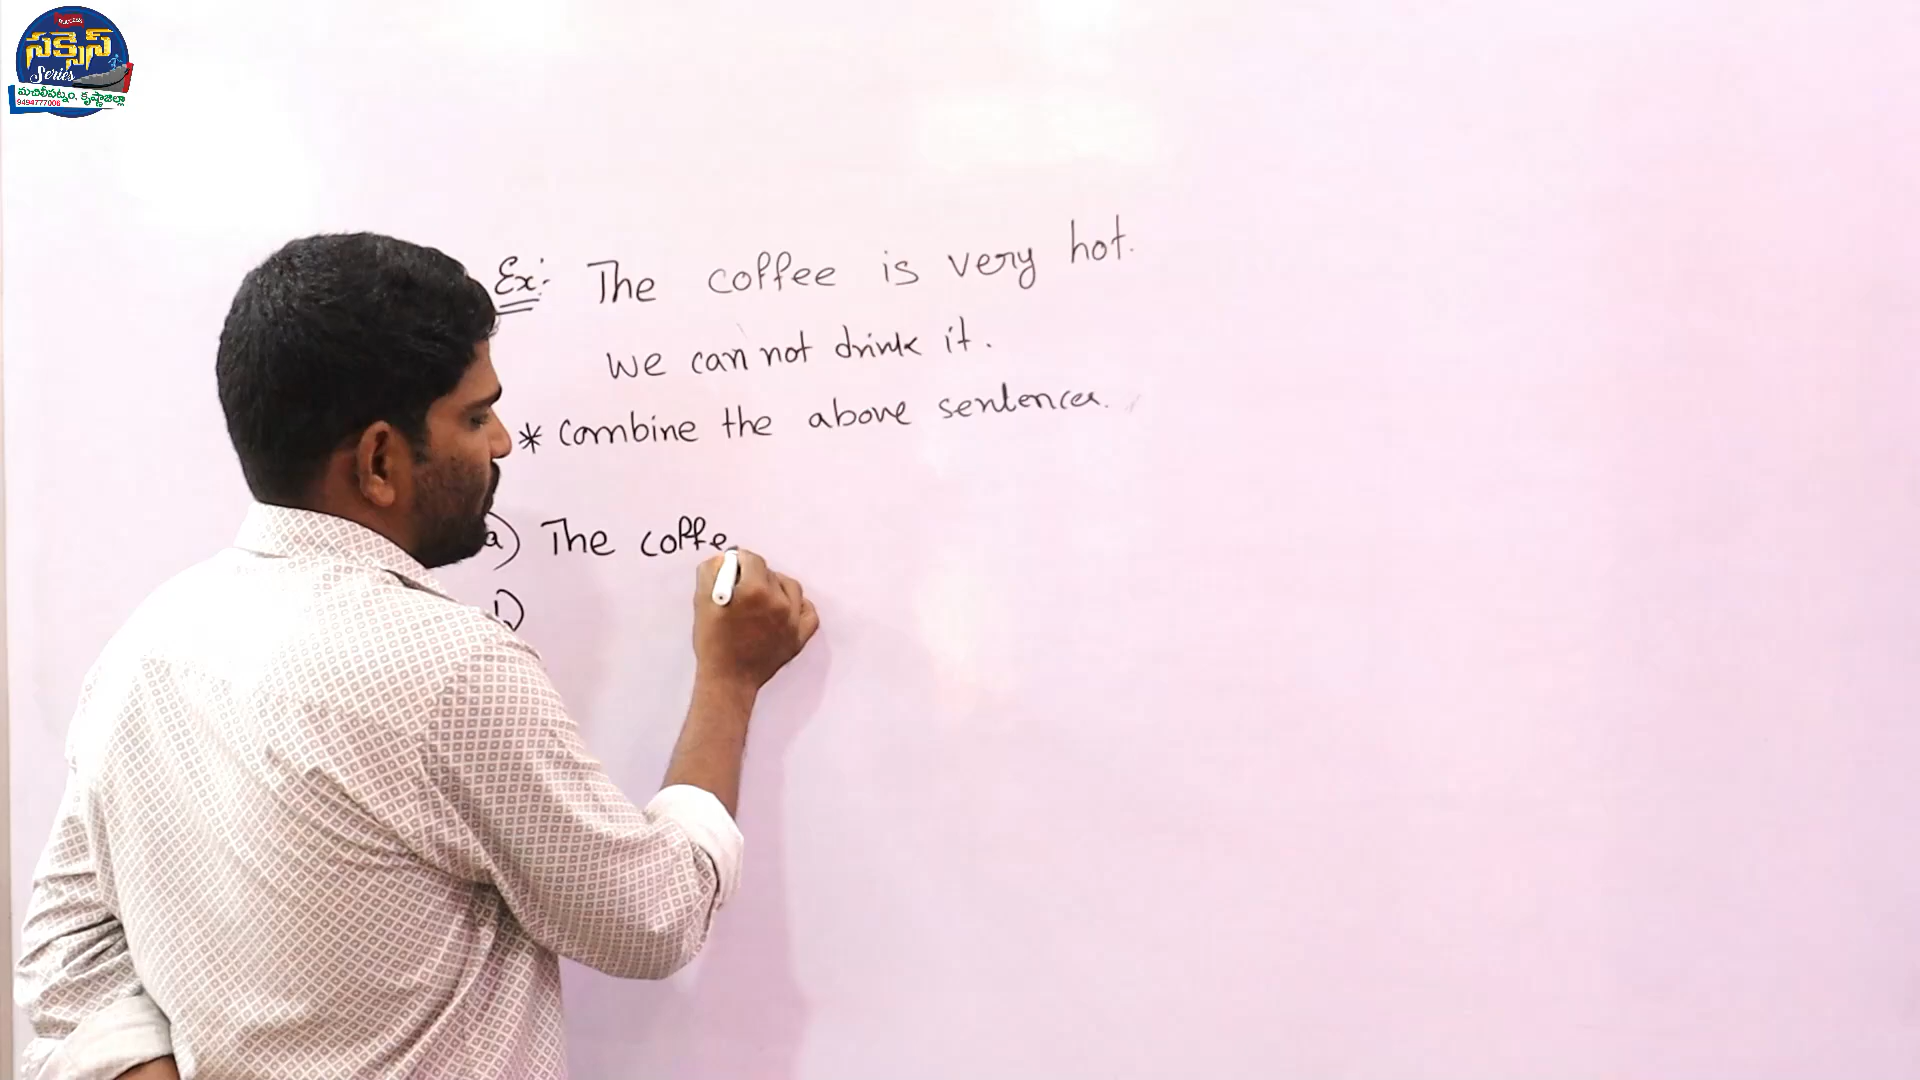 SUCCESS
సక్సెస్
Series
మచిలీపట్నం, కృష్ణాజిల్లా
9494777006
Ex:- The coffee is very hot.
We can not drink it.
* Combine the above sentences.
a) The coffe